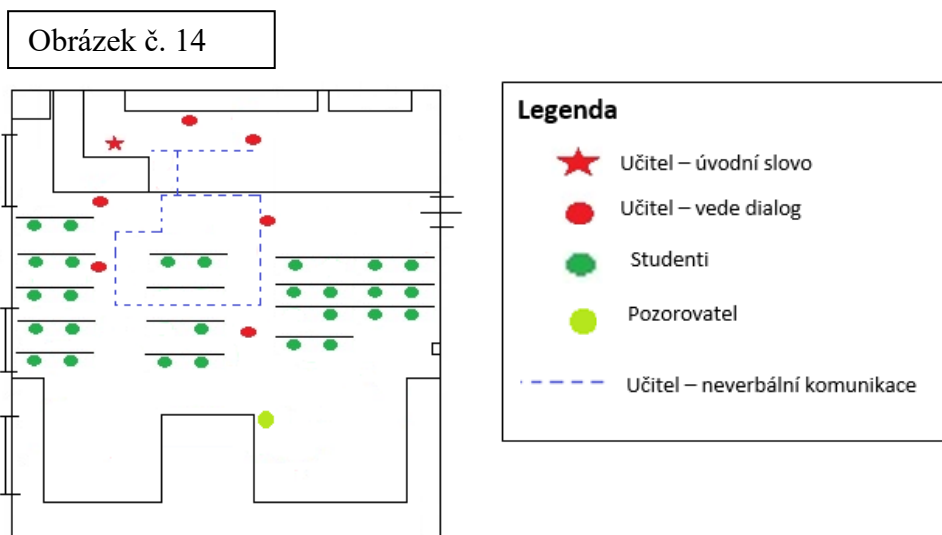 Obrázek č. 14
Legenda
Učitel – úvodní slovo
Učitel – vede dialog
Studenti
Pozorovatel
Učitel – neverbální komunikace